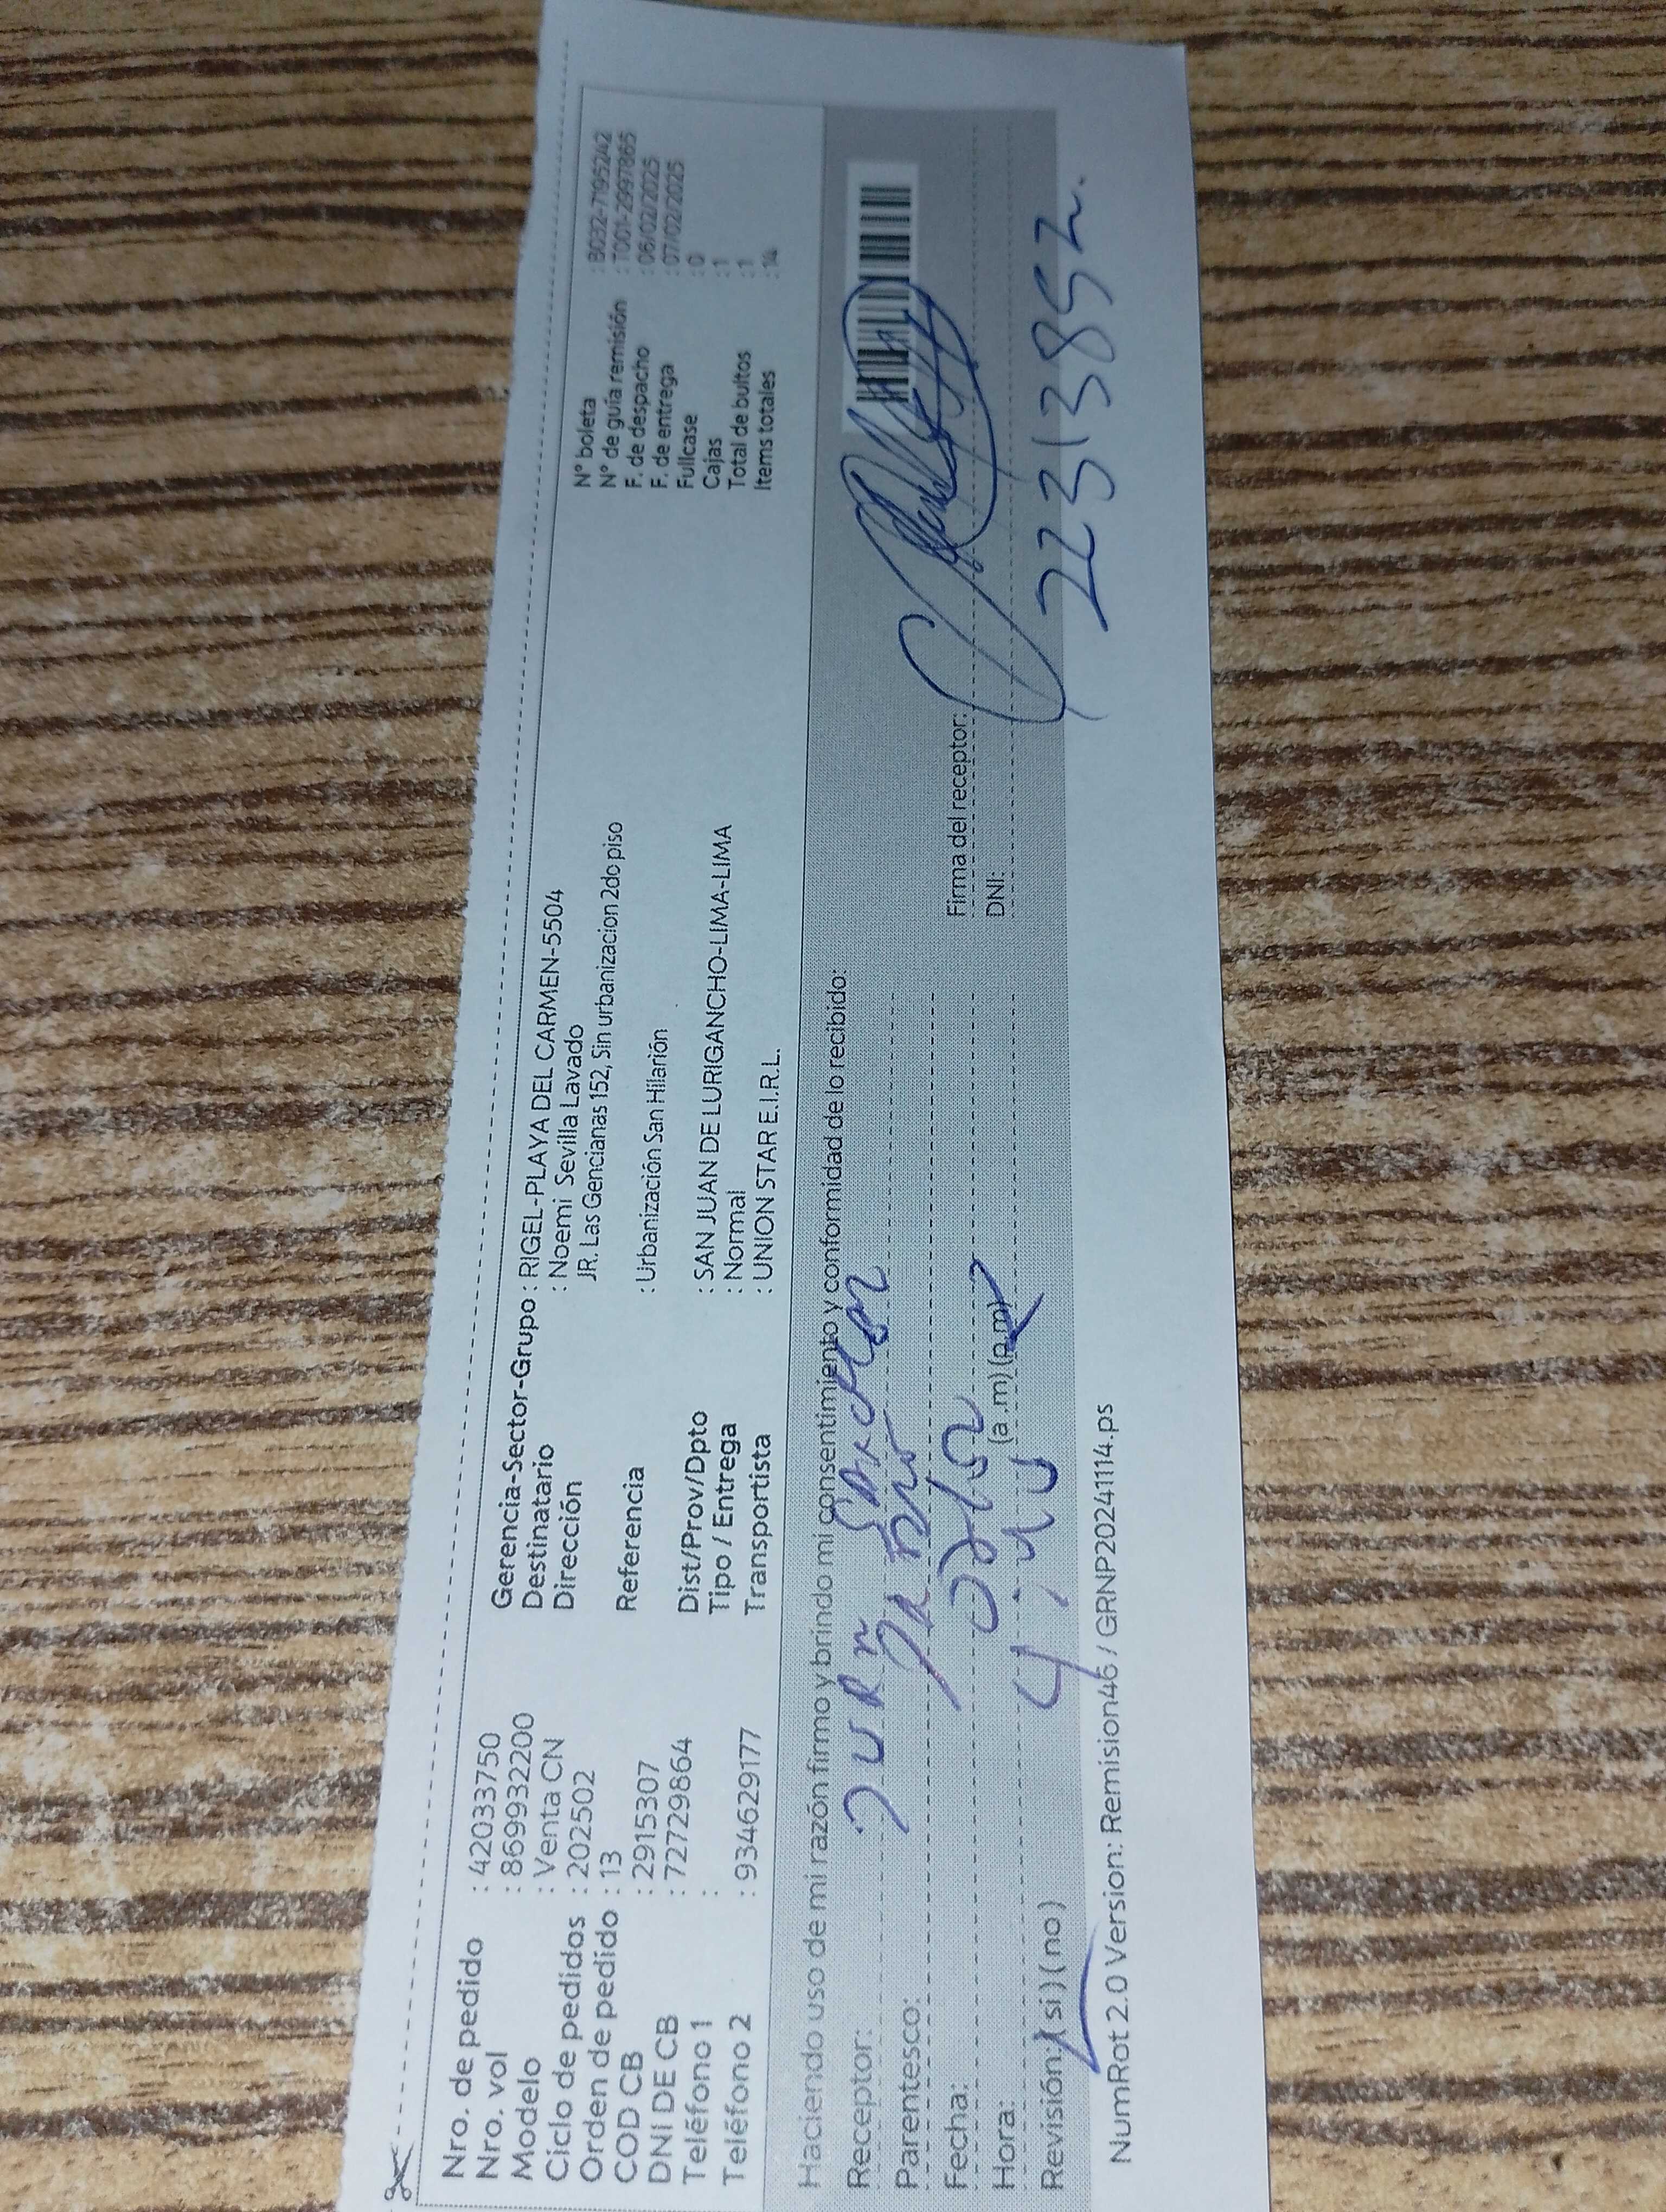 Nro. de pedido : 42033750
Nro. vol : 86993220​0
Modelo : Venta CN
Ciclo de pedidos : 202502
Orden de pedido : 13
COD CB : 2915307
DNI DE CB : 72729864
Teléfono 1 :
Teléfono 2 : 934629177
Gerencia-Sector-Grupo : RIGEL-PLAYA DEL CARMEN-5504
Destinatario : Noemi Sevilla Lavado
Dirección JR. Las Gencianas 152, Sin urbanizacion 2do piso
Referencia : Urbanización San Hilarión
Dist/Prov/Dpto : SAN JUAN DE LURIGANCHO-LIMA-LIMA
Tipo / Entrega : Normal
Transportista : UNION STAR E.I.R.L.
N° boleta : B032-7195242
N° de guía remisión : T001-2997865
F. de despacho : 06/02/2025
F. de entrega : 07/02/2025
Fullcase : 0
Cajas : 1
Total de bultos : 1
Items totales : 14
Haciendo uso de mi razón firmo y brindo mi consentimiento y conformidad de lo recibido:
Receptor:
Parentesco:
Fecha:
Hora: (a .m) (p.m)
Revisión: ( si ) ( no )
Firma del receptor:
DNI: 22313852
NumRot 2.0 Version.: Remision46 / GRNP20241114.ps